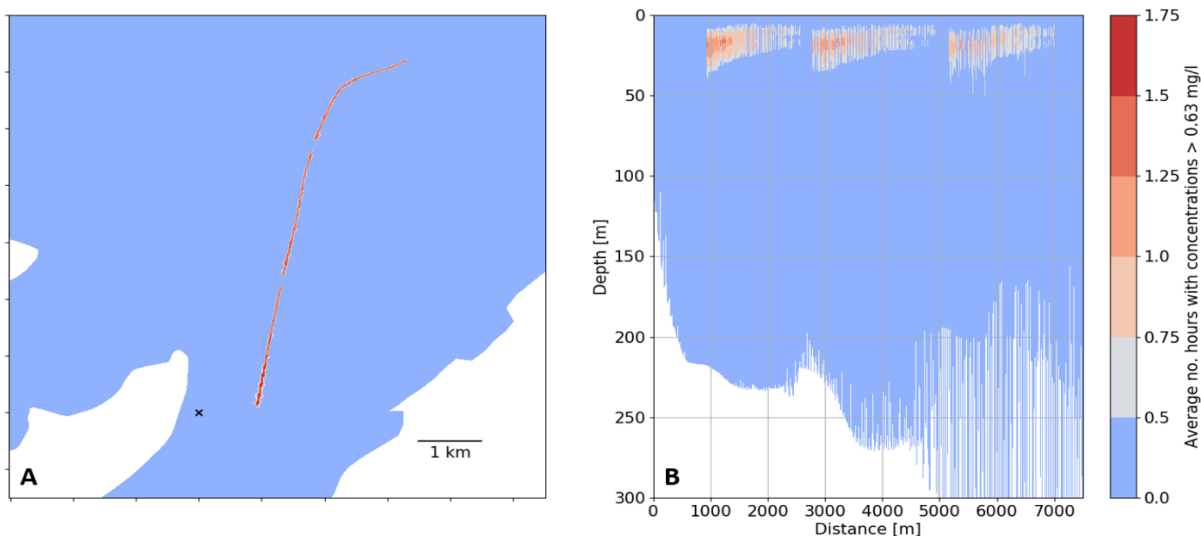 A
1 km
B
Depth [m]
0
50
100
150
200
250
300
0 1000 2000 3000 4000 5000 6000 7000
Distance [m]
1.75
1.5
1.25
1.0
0.75
0.5
0.0
Average no. hours with concentrations > 0.63 mg/l